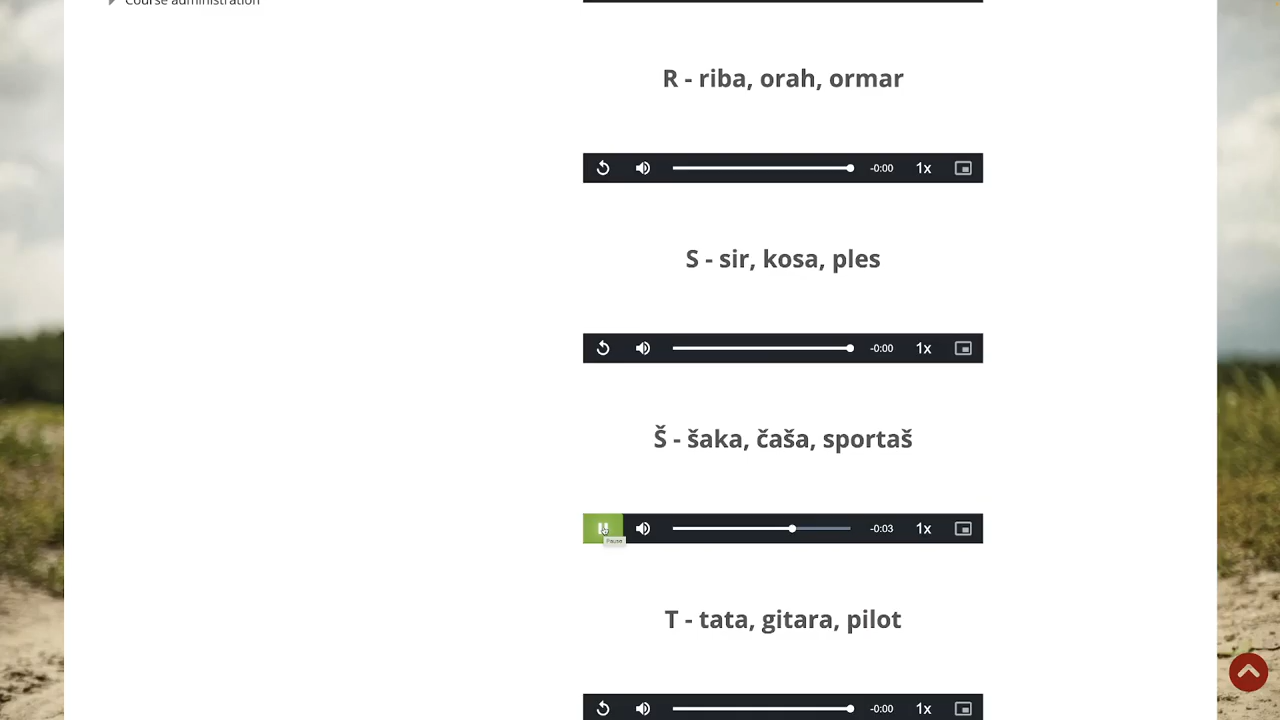 Course administration
R - riba, orah, ormar
-0:00 1x
S - sir, kosa, ples
-0:00 1x
Š - šaka, čaša, sportaš
-0:03 1x
Pause
T - tata, gitara, pilot
-0:00 1x